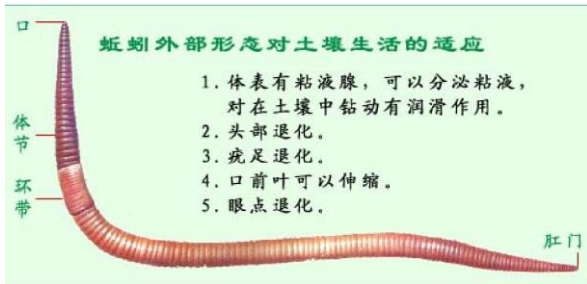 口
蚯蚓外部形态对土壤生活的适应
1. 体表有粘液腺，可以分泌粘液，
对在土壤中钻动有润滑作用。
2. 头部退化。
3. 疣足退化。
4. 口前叶可以伸缩。
5. 眼点退化。
体节
环带
肛门